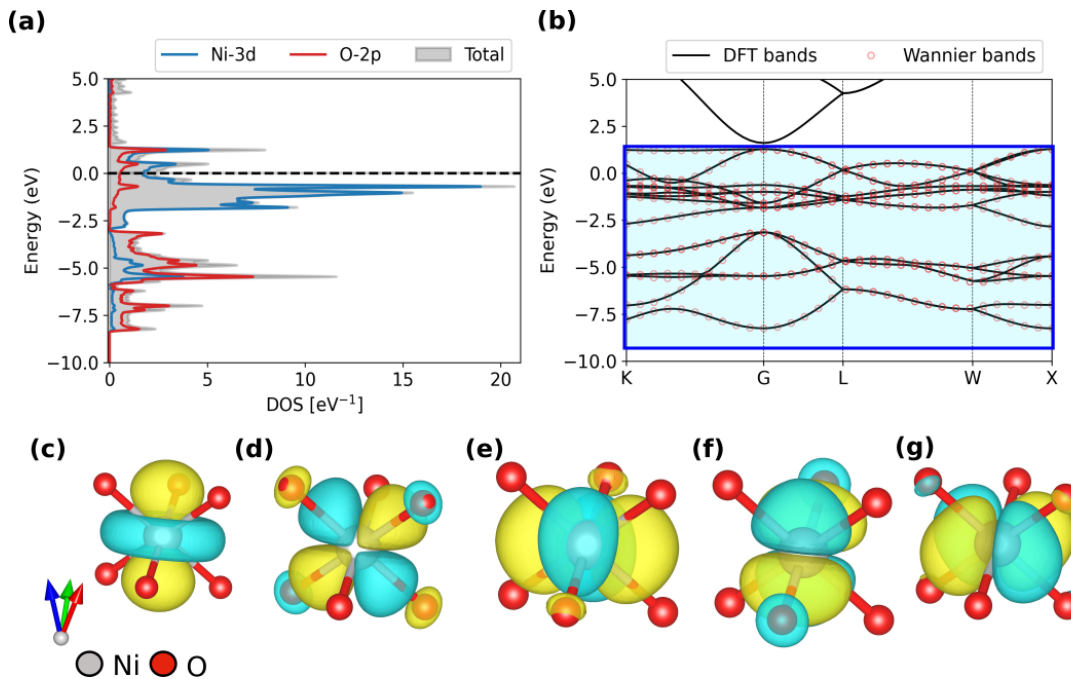 (a)
Ni-3d O-2p Total
5.0
2.5
0.0
−2.5
−5.0
−7.5
−10.0
Energy (eV)
0 5 10 15 20
DOS [eV⁻¹]
(b)
DFT bands Wannier bands
5.0
2.5
0.0
−2.5
−5.0
−7.5
−10.0
Energy (eV)
K G L W X
(c) (d) (e) (f) (g)
Ni O